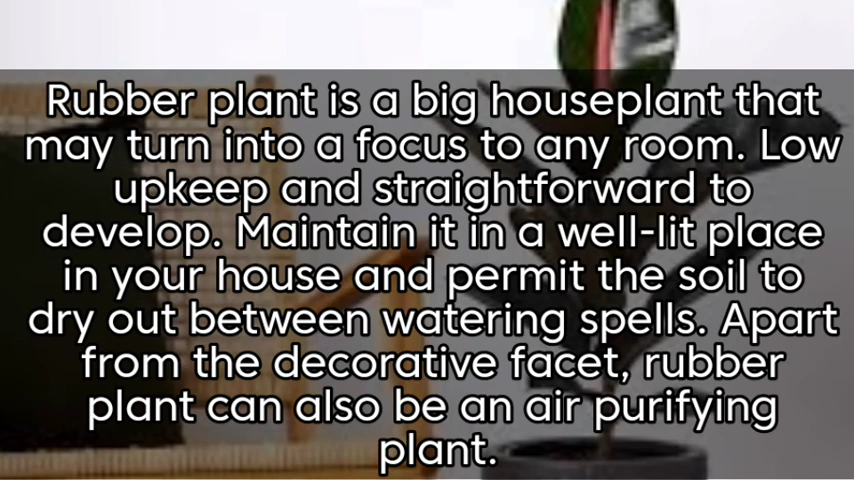 Rubber plant is a big houseplant that
may turn into a focus to any room. Low
upkeep and straightforward to
develop. Maintain it in a well-lit place
in your house and permit the soil to
dry out between watering spells. Apart
from the decorative facet, rubber
plant can also be an air purifying
plant.